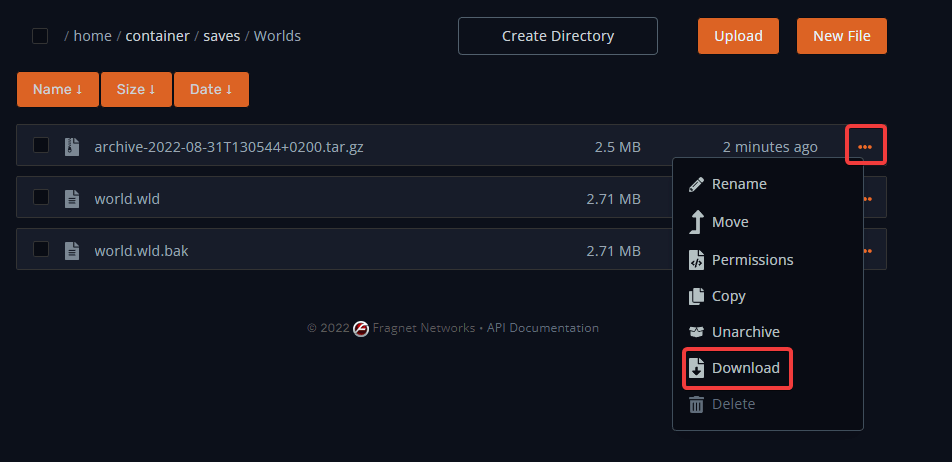 / home / container / saves / Worlds
Create Directory
Upload
New File
Name ↓
Size ↓
Date ↓
archive-2022-08-31T130544+0200.tar.gz 2.5 MB 2 minutes ago
Rename
world.wld 2.71 MB
Move
world.wld.bak 2.71 MB
Permissions
Copy
Unarchive
Download
Delete
© 2022 Fragnet Networks • API Documentation